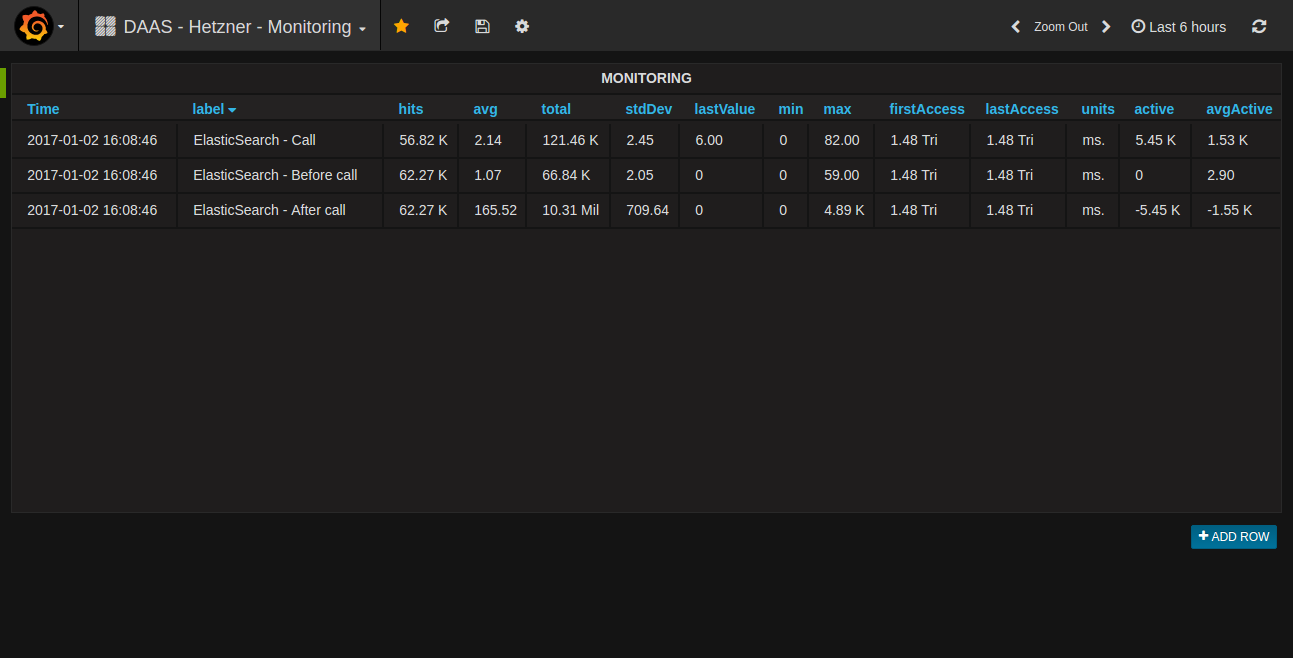 DAAS - Hetzner - Monitoring Zoom Out Last 6 hours
MONITORING
Time label hits avg total stdDev lastValue min max firstAccess lastAccess units active avgActive
2017-01-02 16:08:46 ElasticSearch - Call 56.82 K 2.14 121.46 K 2.45 6.00 0 82.00 1.48 Tri 1.48 Tri ms. 5.45 K 1.53 K
2017-01-02 16:08:46 ElasticSearch - Before call 62.27 K 1.07 66.84 K 2.05 0 0 59.00 1.48 Tri 1.48 Tri ms. 0 2.90
2017-01-02 16:08:46 ElasticSearch - After call 62.27 K 165.52 10.31 Mil 709.64 0 0 4.89 K 1.48 Tri 1.48 Tri ms. -5.45 K -1.55 K
ADD ROW